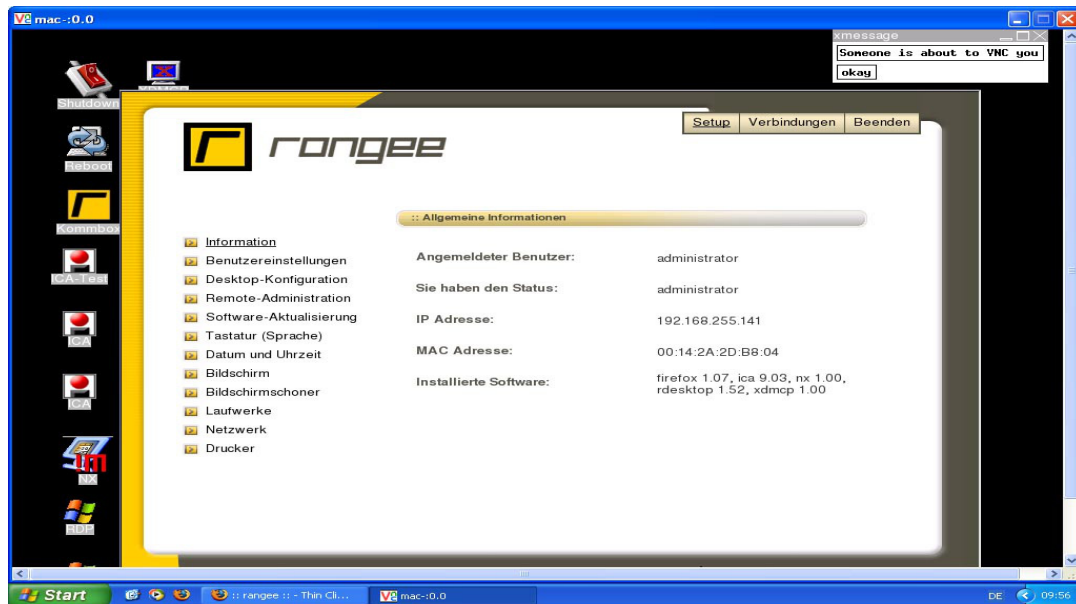 mac-:0.0
xmessage
Someone is about to VNC you
okay
Shutdown
Reboot
Kommbox
ICA-Test
ICA
ICA
NX
RDP
rangee
Setup Verbindungen Beenden
:: Allgemeine Informationen
Information
Benutzereinstellungen
Desktop-Konfiguration
Remote-Administration
Software-Aktualisierung
Tastatur (Sprache)
Datum und Uhrzeit
Bildschirm
Bildschirmschoner
Laufwerke
Netzwerk
Drucker
Angemeldeter Benutzer: administrator
Sie haben den Status: administrator
IP Adresse: 192.168.255.141
MAC Adresse: 00:14:2A:2D:B8:04
Installierte Software: firefox 1.07, ica 9.03, nx 1.00,
rdesktop 1.52, xdmcp 1.00
Start
:: rangee :: - Thin Cli...
mac-:0.0
DE
09:56